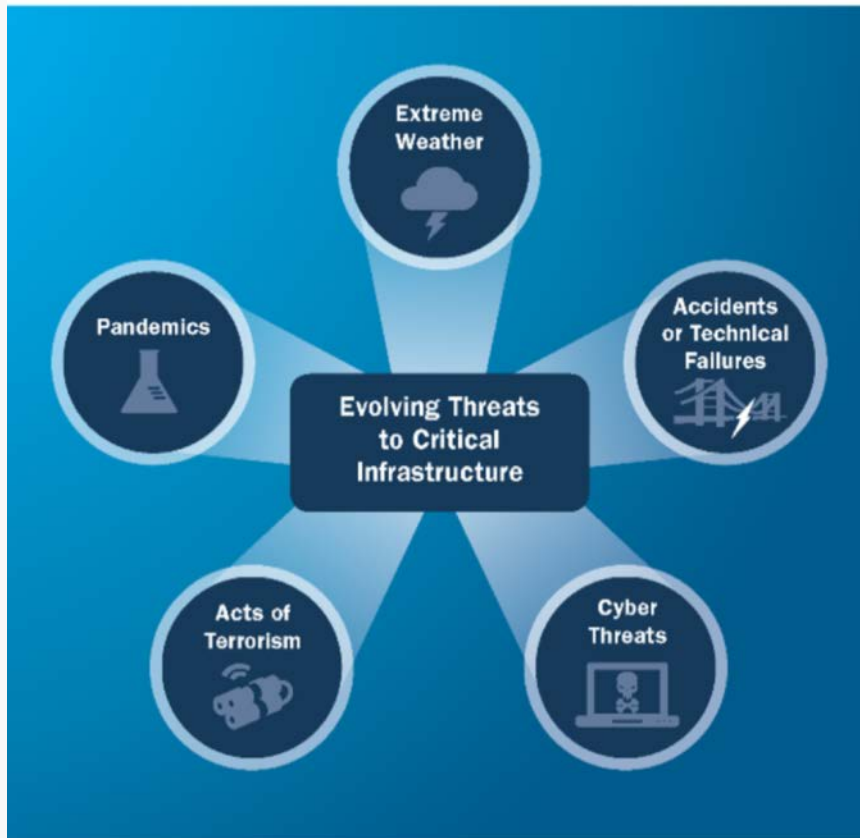 Extreme
Weather
Accidents
or Technical
Failures
Pandemics
Evolving Threats
to Critical
Infrastructure
Acts of
Terrorism
Cyber
Threats